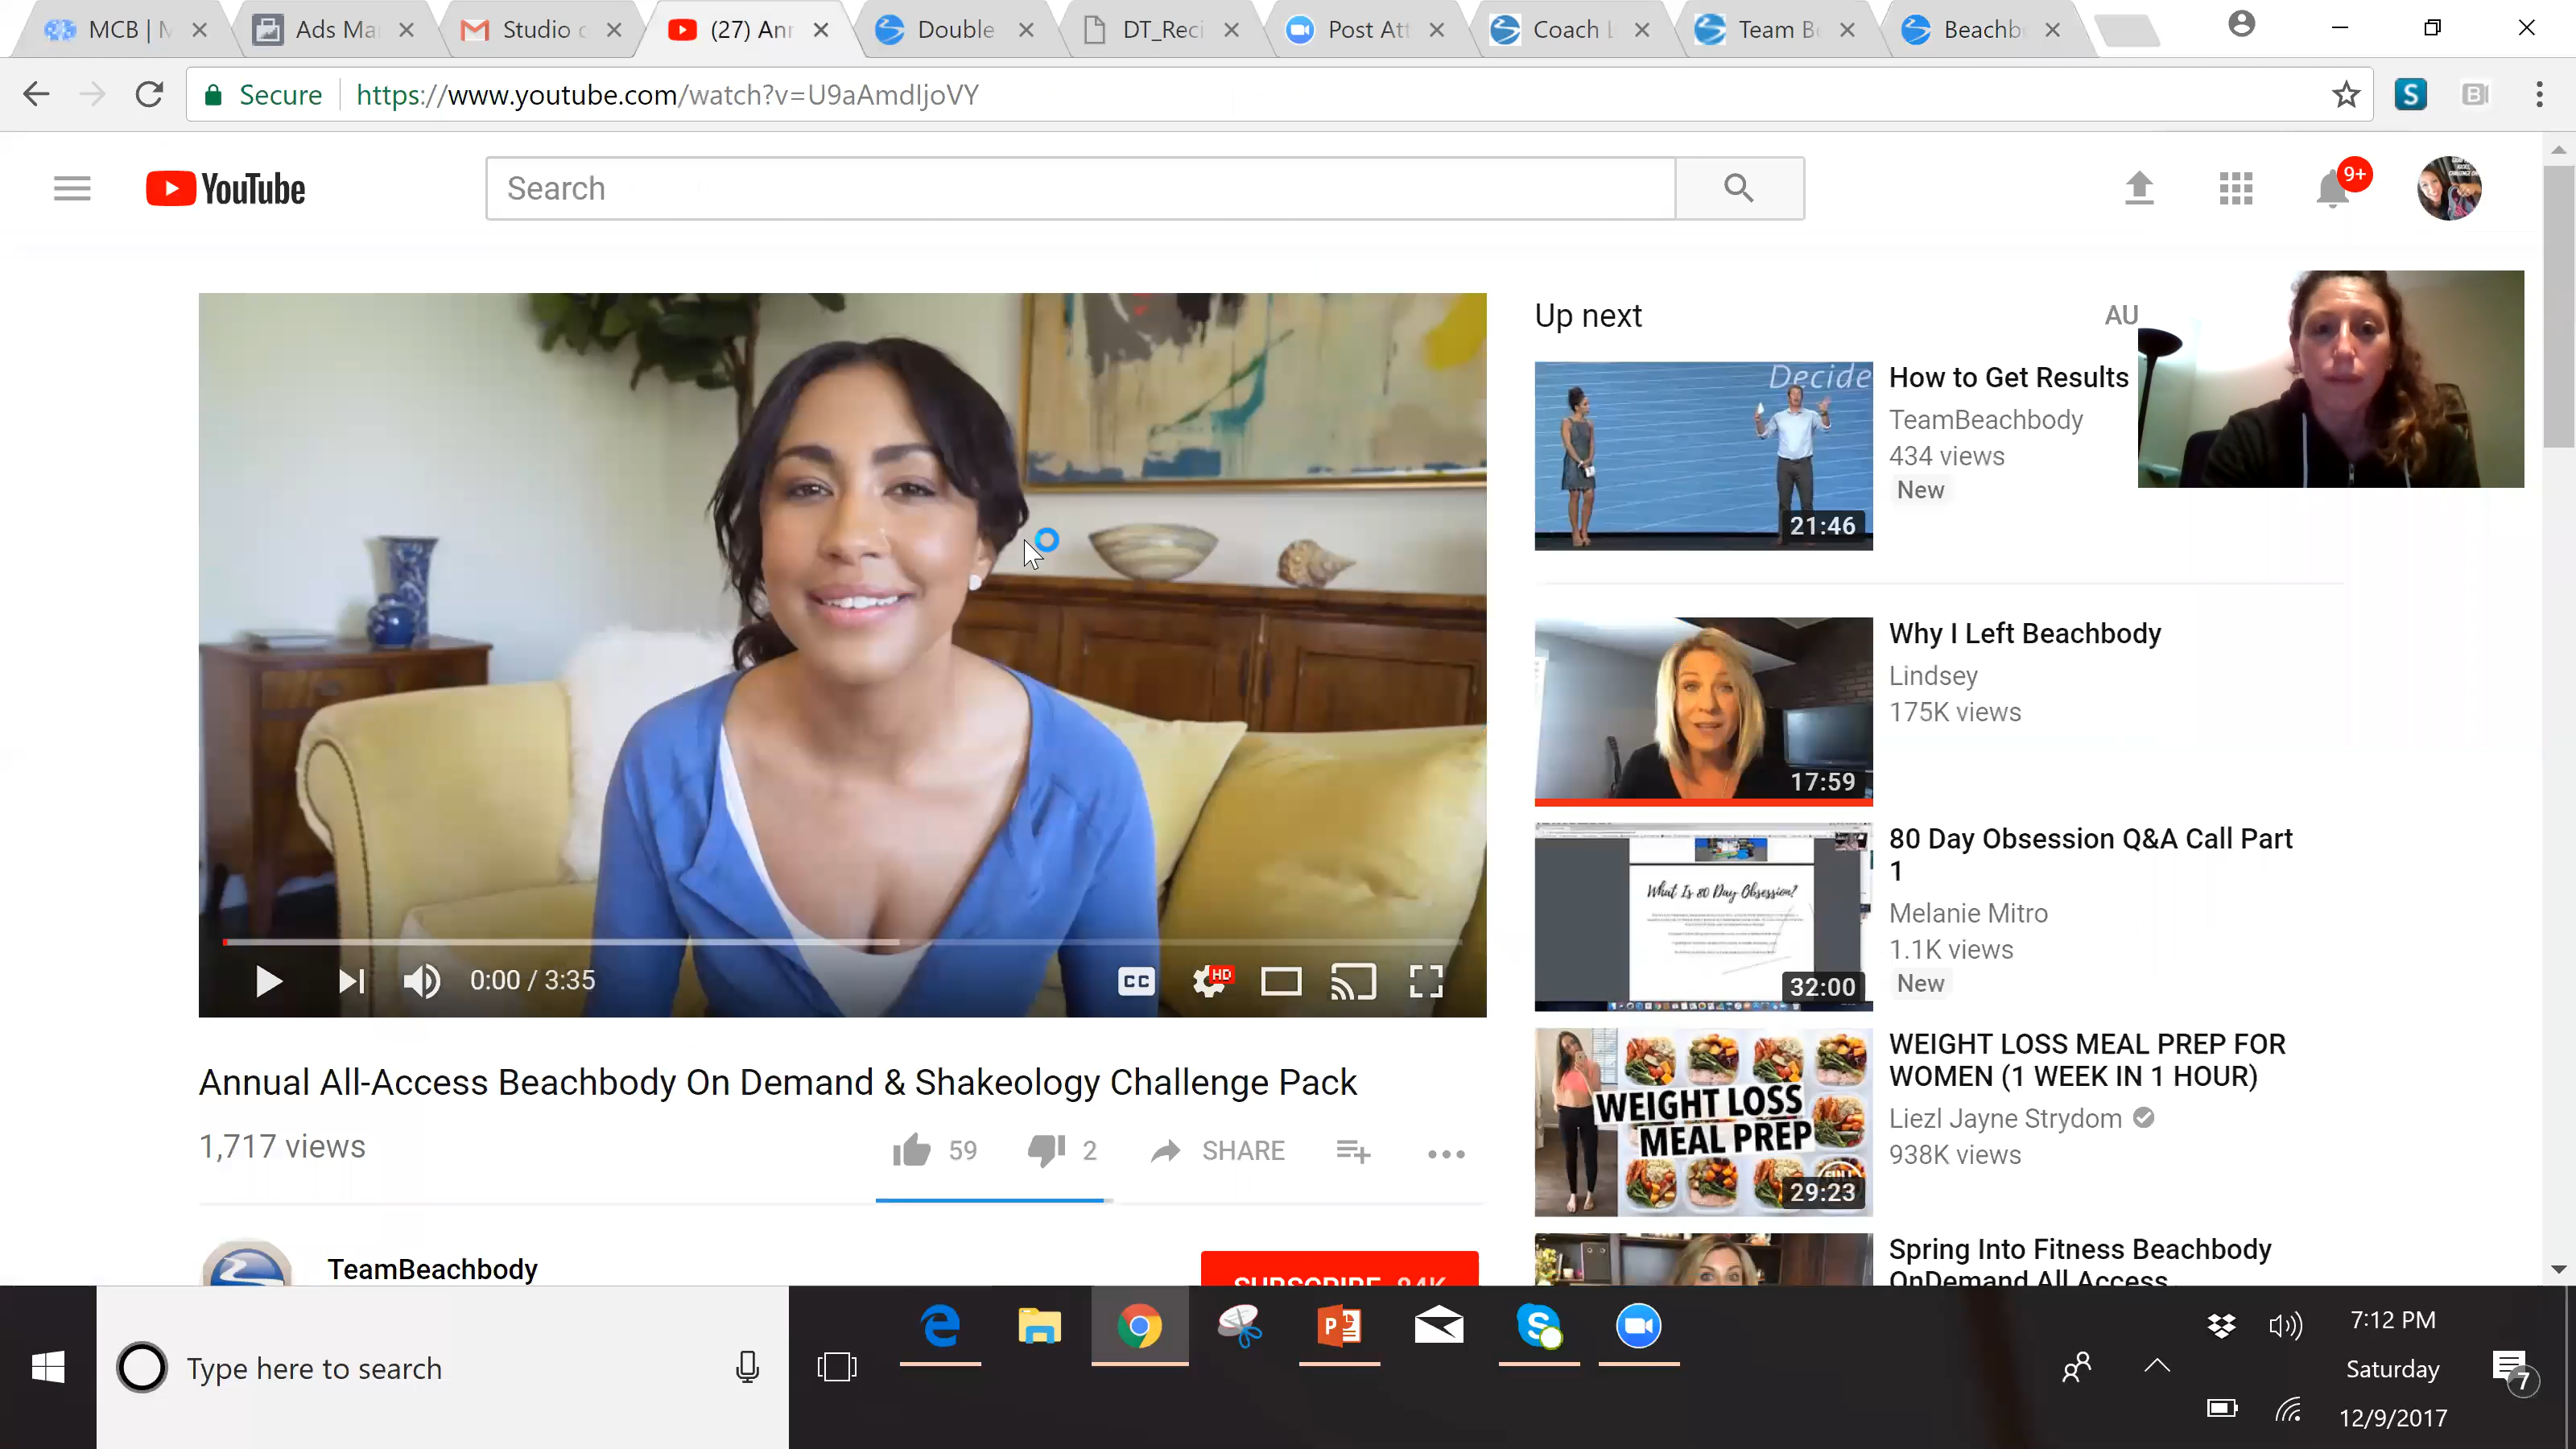 MCB | M
Ads Ma
Studio c
(27) Ann
Double
DT_Reci
Post Att
Coach L
Team B
Beachb
Secure
https://www.youtube.com/watch?v=U9aAmdIjoVY
S
B
YouTube
Search
9+
Up next
AU
Decide
21:46
How to Get Results
TeamBeachbody
434 views
New
17:59
Why I Left Beachbody
Lindsey
175K views
What Is 80 Day Obsession?
32:00
80 Day Obsession Q&A Call Part
1
Melanie Mitro
1.1K views
New
WEIGHT LOSS
MEAL PREP
29:23
WEIGHT LOSS MEAL PREP FOR
WOMEN (1 WEEK IN 1 HOUR)
Liezl Jayne Strydom
938K views
Spring Into Fitness Beachbody
OnDemand All Access
0:00 / 3:35
CC
HD
Annual All-Access Beachbody On Demand & Shakeology Challenge Pack
1,717 views
59
2
SHARE
TeamBeachbody
SUBSCRIBE 84K
Type here to search
7:12 PM
Saturday
12/9/2017
7